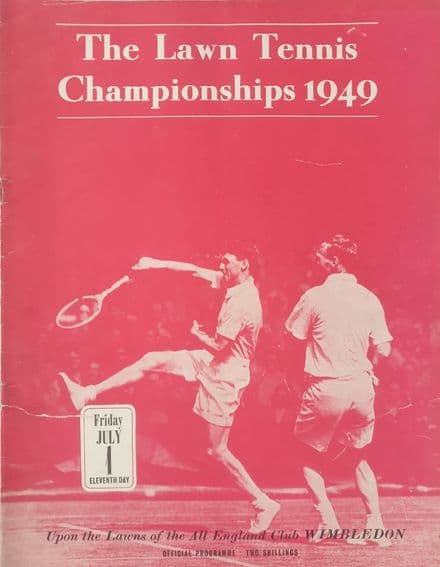 The Lawn Tennis
Championships 1949
Friday
JULY
1
ELEVENTH DAY
Upon the Lawns of the All England Club WIMBLEDON
OFFICIAL PROGRAMME · TWO SHILLINGS